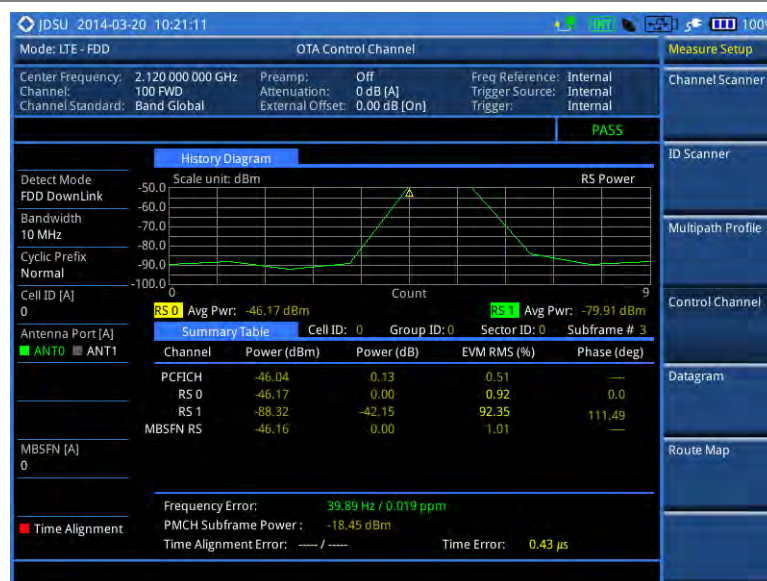 JDSU 2014-03-20 10:21:11 100%
Mode: LTE - FDD OTA Control Channel Measure Setup
Center Frequency: 2.120 000 000 GHz Preamp: Off Freq Reference: Internal
Channel: 100 FWD Attenuation: 0 dB [A] Trigger Source: Internal
Channel Standard: Band Global External Offset: 0.00 dB [On] Trigger: Internal
Channel Scanner
PASS
History Diagram
ID Scanner
Detect Mode
FDD DownLink
Scale unit: dBm RS Power
-50.0
-60.0
-70.0
-80.0
-90.0
-100.0
0 Count 9
Bandwidth
10 MHz
Multipath Profile
Cyclic Prefix
Normal
Cell ID [A]
0
Control Channel
RS 0 Avg Pwr: -46.17 dBm RS 1 Avg Pwr: -79.91 dBm
Antenna Port [A]
ANT0 ANT1
Summary Table Cell ID: 0 Group ID: 0 Sector ID: 0 Subframe # 3
Channel Power (dBm) Power (dB) EVM RMS (%) Phase (deg)
PCFICH -46.04 0.13 0.51 ----
RS 0 -46.17 0.00 0.92 0.0
RS 1 -88.32 -42.15 92.35 111.49
MBSFN RS -46.16 0.00 1.01 ----
Datagram
MBSFN [A]
0
Route Map
Frequency Error: 39.89 Hz / 0.019 ppm
PMCH Subframe Power : -18.45 dBm
Time Alignment Error: ----- / ----- Time Error: 0.43 µs
Time Alignment